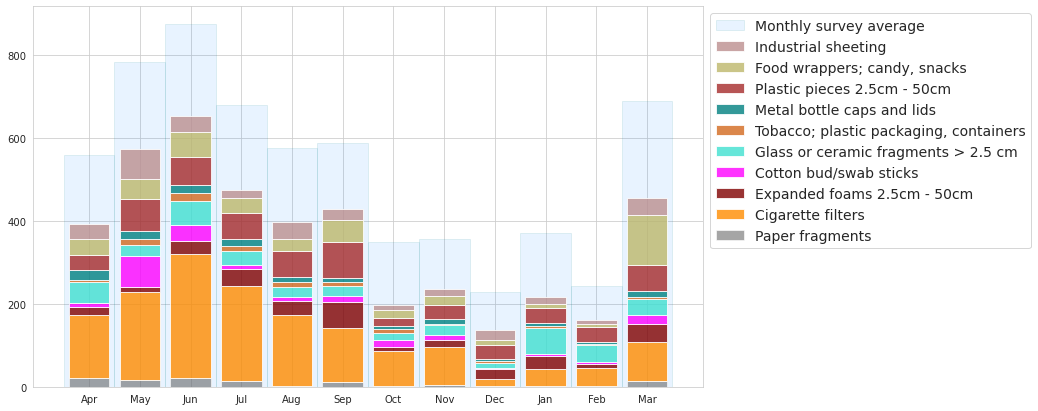 800
600
400
200
0
Apr May Jun Jul Aug Sep Oct Nov Dec Jan Feb Mar
Monthly survey average
Industrial sheeting
Food wrappers; candy, snacks
Plastic pieces 2.5cm - 50cm
Metal bottle caps and lids
Tobacco; plastic packaging, containers
Glass or ceramic fragments > 2.5 cm
Cotton bud/swab sticks
Expanded foams 2.5cm - 50cm
Cigarette filters
Paper fragments